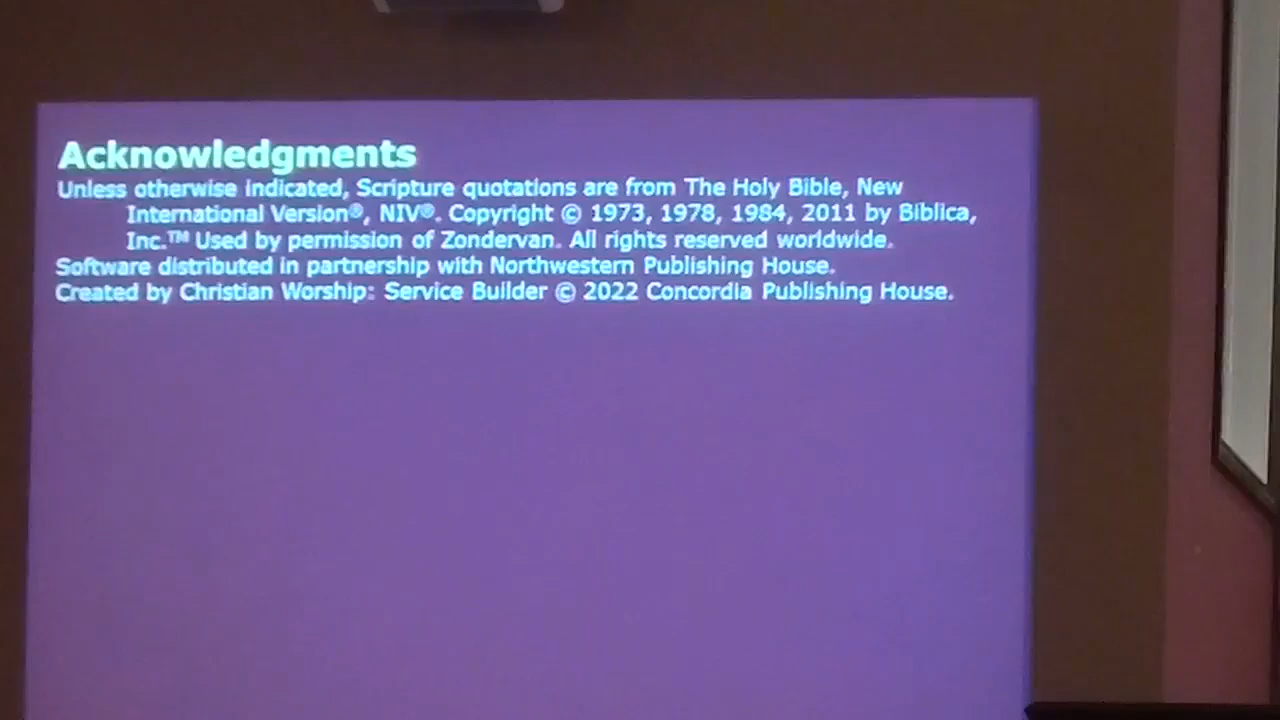 Acknowledgments
Unless otherwise indicated, Scripture quotations are from The Holy Bible, New
International Version®, NIV®. Copyright © 1973, 1978, 1984, 2011 by Biblica,
Inc.™ Used by permission of Zondervan. All rights reserved worldwide.
Software distributed in partnership with Northwestern Publishing House.
Created by Christian Worship: Service Builder © 2022 Concordia Publishing House.